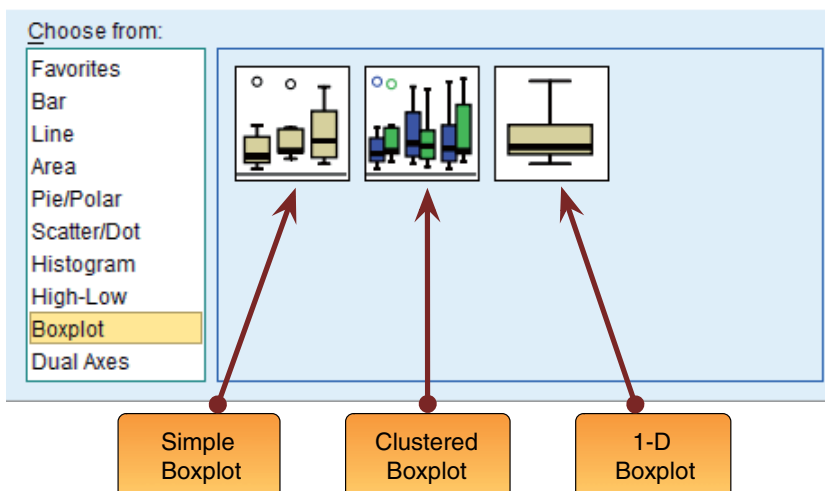 Choose from:
Favorites
Bar
Line
Area
Pie/Polar
Scatter/Dot
Histogram
High-Low
Boxplot
Dual Axes
Simple
Boxplot
Clustered
Boxplot
1-D
Boxplot